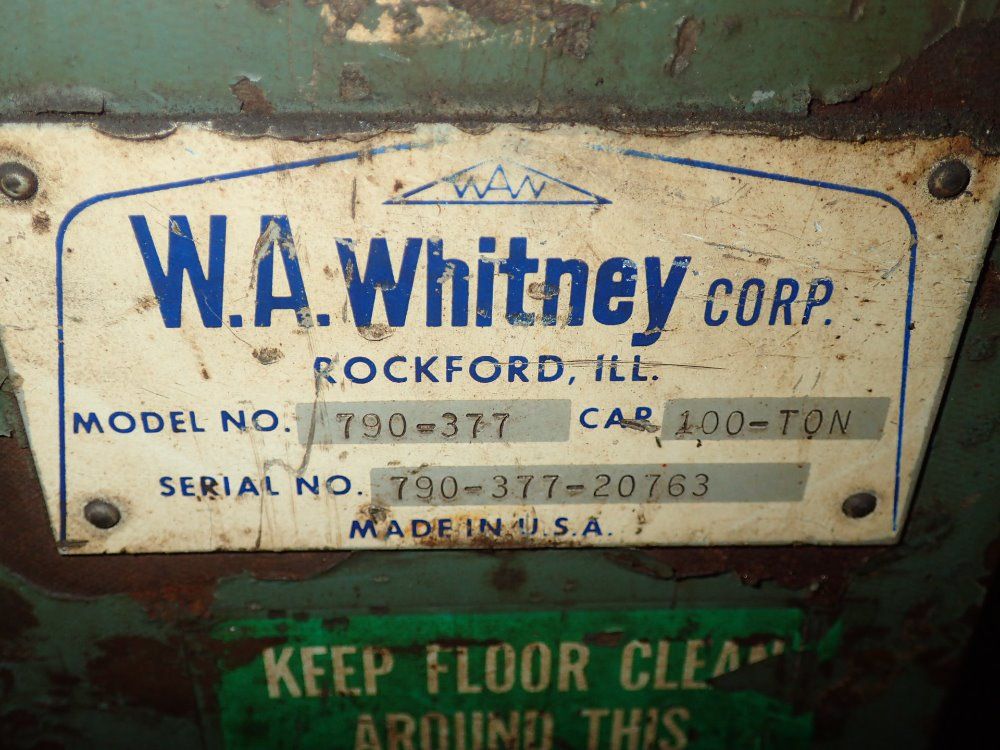 WAW
W.A. Whitney CORP.
ROCKFORD, ILL.
MODEL NO. 790-377 CAP. 100-TON
SERIAL NO. 790-377-20763
MADE IN U.S.A.
KEEP FLOOR CLEAN
AROUND THIS